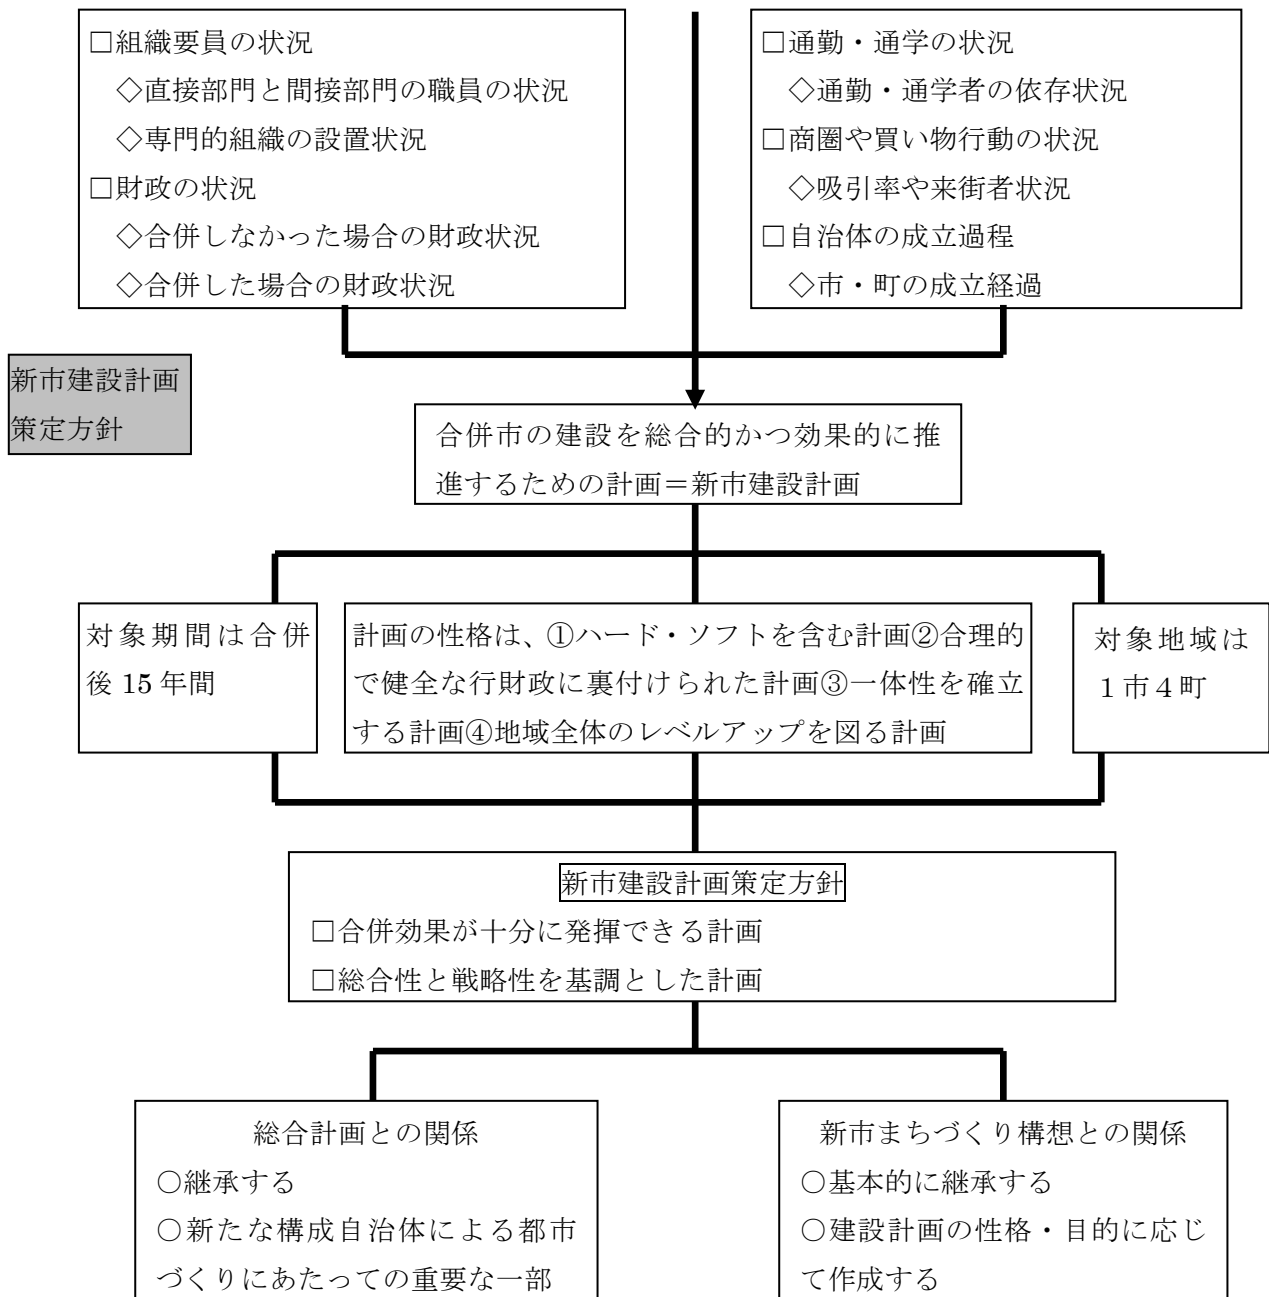 □組織要員の状況
◇直接部門と間接部門の職員の状況
◇専門的組織の設置状況
□財政の状況
◇合併しなかった場合の財政状況
◇合併した場合の財政状況
□通勤・通学の状況
◇通勤・通学者の依存状況
□商圏や買い物行動の状況
◇吸引率や来街者状況
□自治体の成立過程
◇市・町の成立経過
新市建設計画
策定方針
合併市の建設を総合的かつ効果的に推
進するための計画＝新市建設計画
対象期間は合併
後 15 年間
計画の性格は、①ハード・ソフトを含む計画②合理的
で健全な行財政に裏付けられた計画③一体性を確立
する計画④地域全体のレベルアップを図る計画
対象地域は
１市４町
新市建設計画策定方針
□合併効果が十分に発揮できる計画
□総合性と戦略性を基調とした計画
総合計画との関係
○継承する
○新たな構成自治体による都市
づくりにあたっての重要な一部
新市まちづくり構想との関係
○基本的に継承する
○建設計画の性格・目的に応じ
て作成する